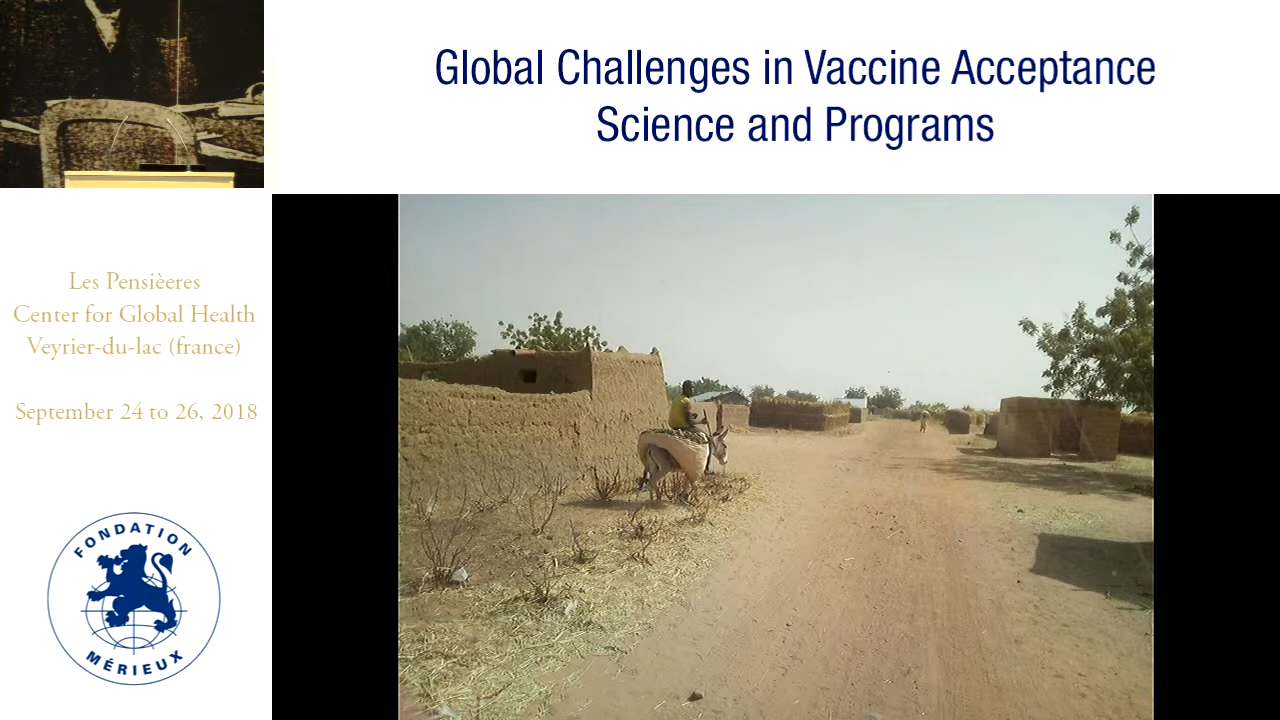 Global Challenges in Vaccine Acceptance
Science and Programs
Les Pensièeres
Center for Global Health
Veyrier-du-lac (france)
September 24 to 26, 2018
FONDATION
MÉRIEUX